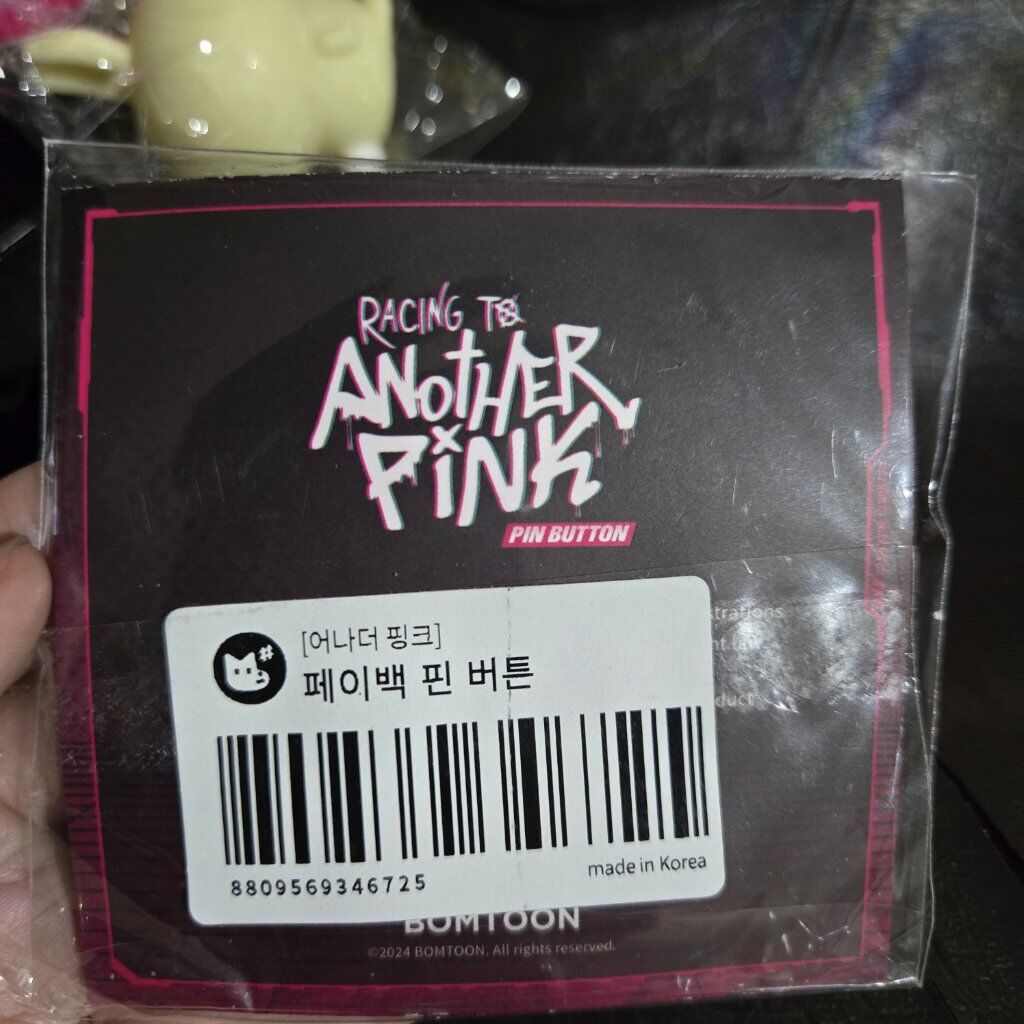 RACING TO
ANOTHER
PINK
PIN BUTTON
[어나더 핑크]
페이백 핀 버튼
8809569346725
made in Korea
BOMTOON
©2024 BOMTOON. All rights reserved.